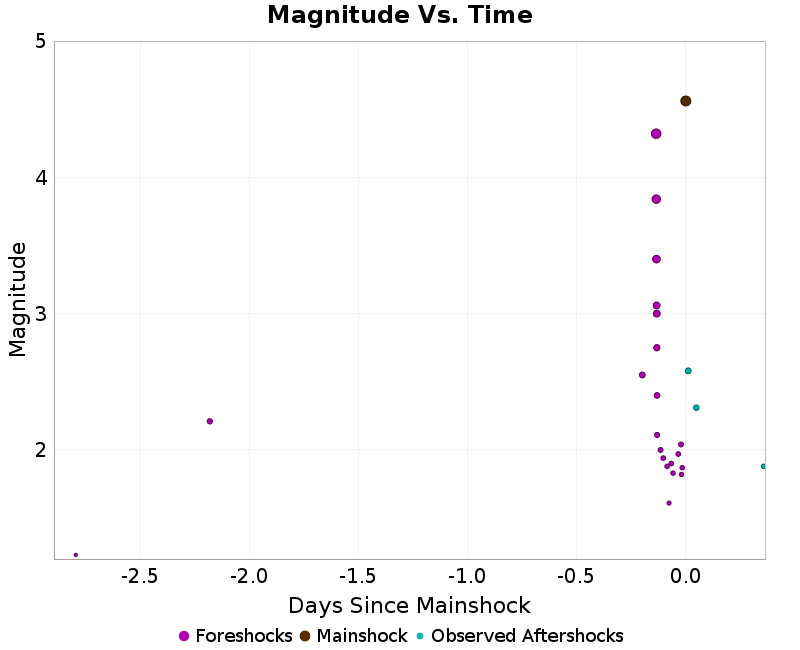 Magnitude Vs. Time
5
4
3
2
Magnitude
-2.5 -2.0 -1.5 -1.0 -0.5 0.0
Days Since Mainshock
Foreshocks Mainshock Observed Aftershocks